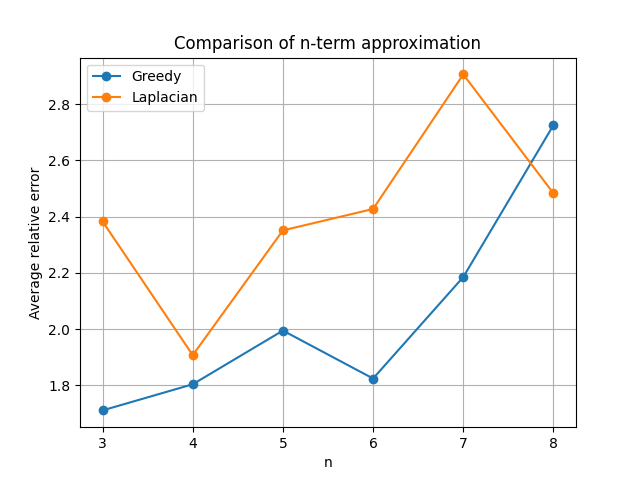 Comparison of n-term approximation
Greedy
Laplacian
Average relative error
2.8
2.6
2.4
2.2
2.0
1.8
3 4 5 6 7 8
n